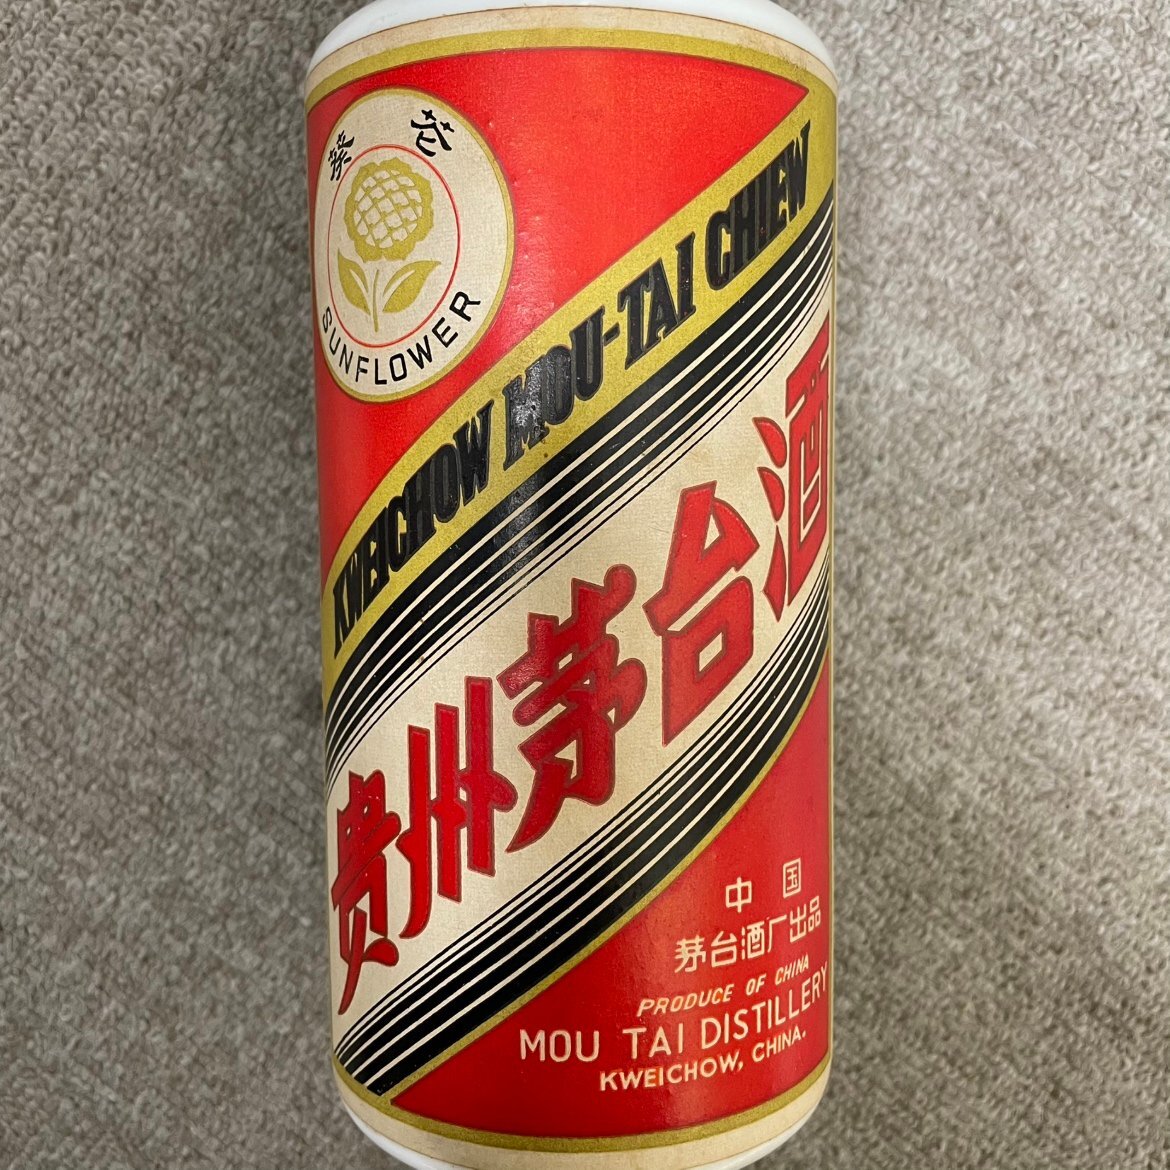 葵花
SUNFLOWER
KWEICHOW MOU-TAI CHIEW
贵州茅台酒
中国
茅台酒厂出品
PRODUCE OF CHINA
MOU TAI DISTILLERY
KWEICHOW, CHINA.